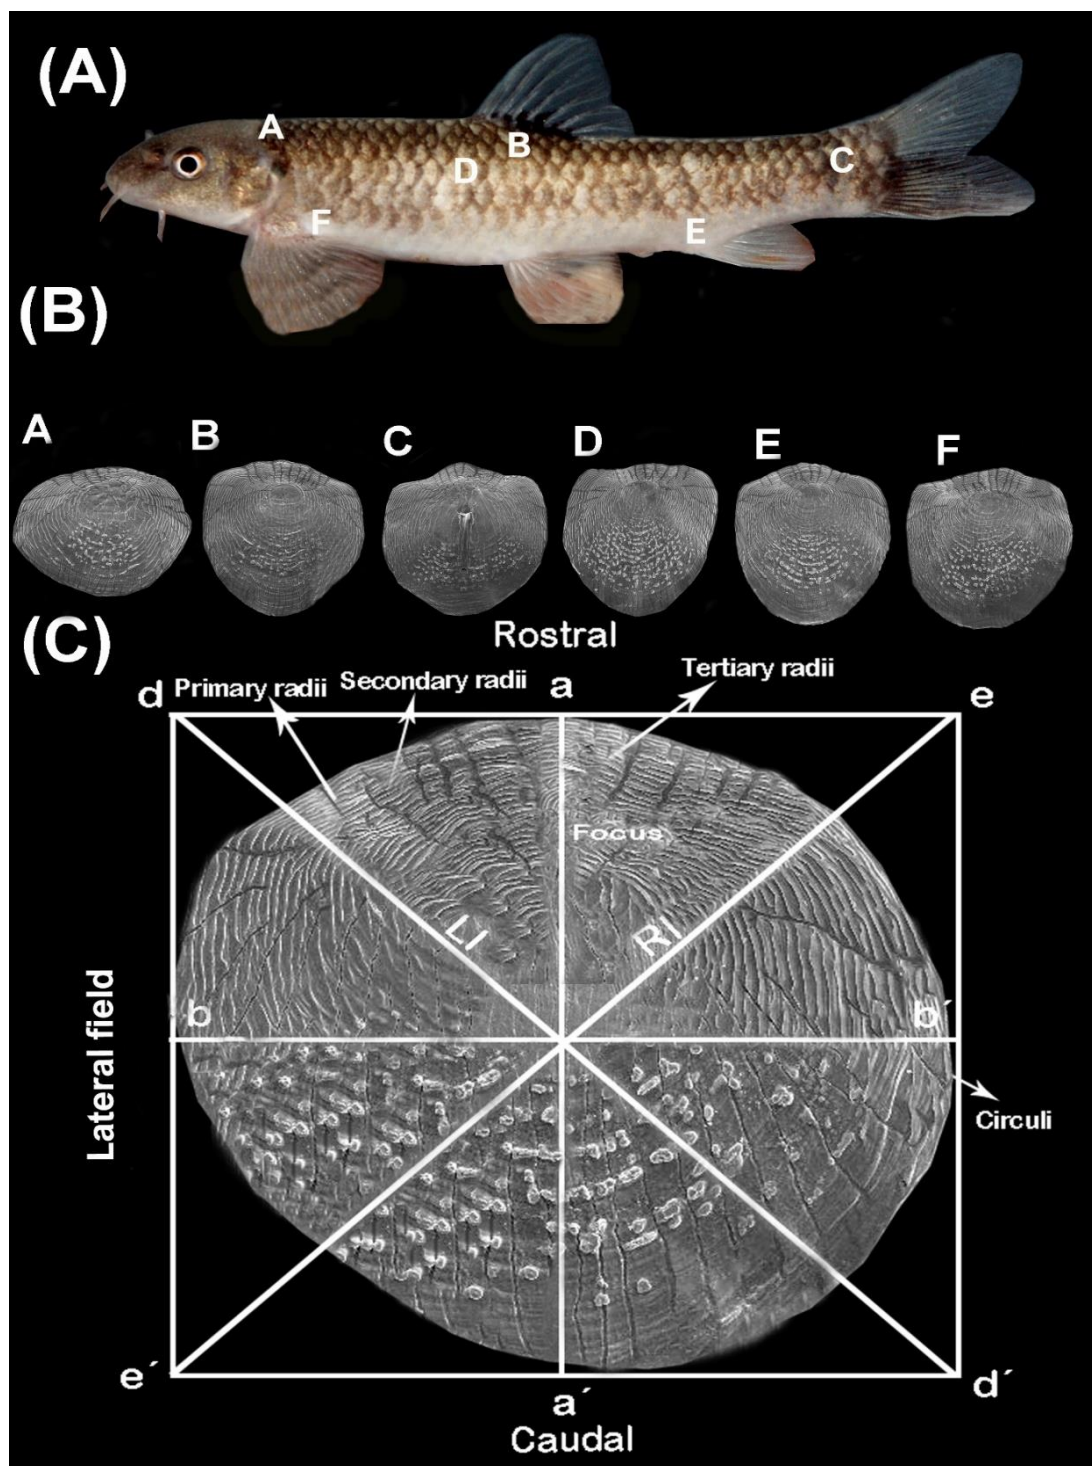 (A)
A
B
C
D
F
E
(B)
A
B
C
D
E
F
Rostral
(C)
d
Primary radii
Secondary radii
a
Tertiary radii
e
Focus
LI
RI
Lateral field
b
b´
Circuli
e´
a´
d´
Caudal